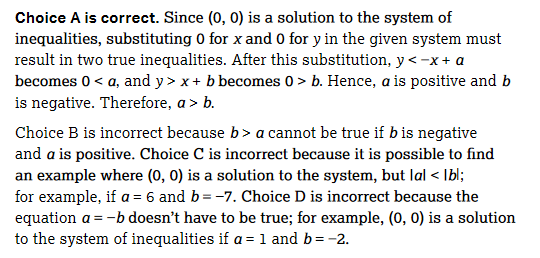 Choice A is correct. Since (0, 0) is a solution to the system of
inequalities, substituting 0 for x and 0 for y in the given system must
result in two true inequalities. After this substitution, y < −x + a
becomes 0 < a, and y > x + b becomes 0 > b. Hence, a is positive and b
is negative. Therefore, a > b.
Choice B is incorrect because b > a cannot be true if b is negative
and a is positive. Choice C is incorrect because it is possible to find
an example where (0, 0) is a solution to the system, but |a| < |b|;
for example, if a = 6 and b = −7. Choice D is incorrect because the
equation a = −b doesn’t have to be true; for example, (0, 0) is a solution
to the system of inequalities if a = 1 and b = −2.